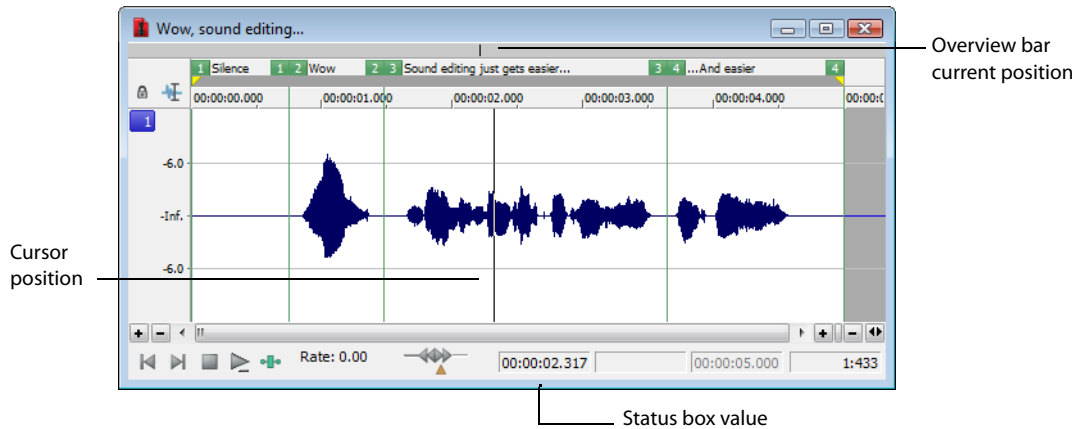 Wow, sound editing...
Overview bar
current position
1 Silence 1 2 Wow 2 3 Sound editing just gets easier... 3 4 ...And easier 4
00:00:00.000 00:00:01.000 00:00:02.000 00:00:03.000 00:00:04.000 00:00:0
1
-6.0
-Inf.
-6.0
Cursor
position
Rate: 0.00
00:00:02.317
00:00:05.000
1:433
Status box value